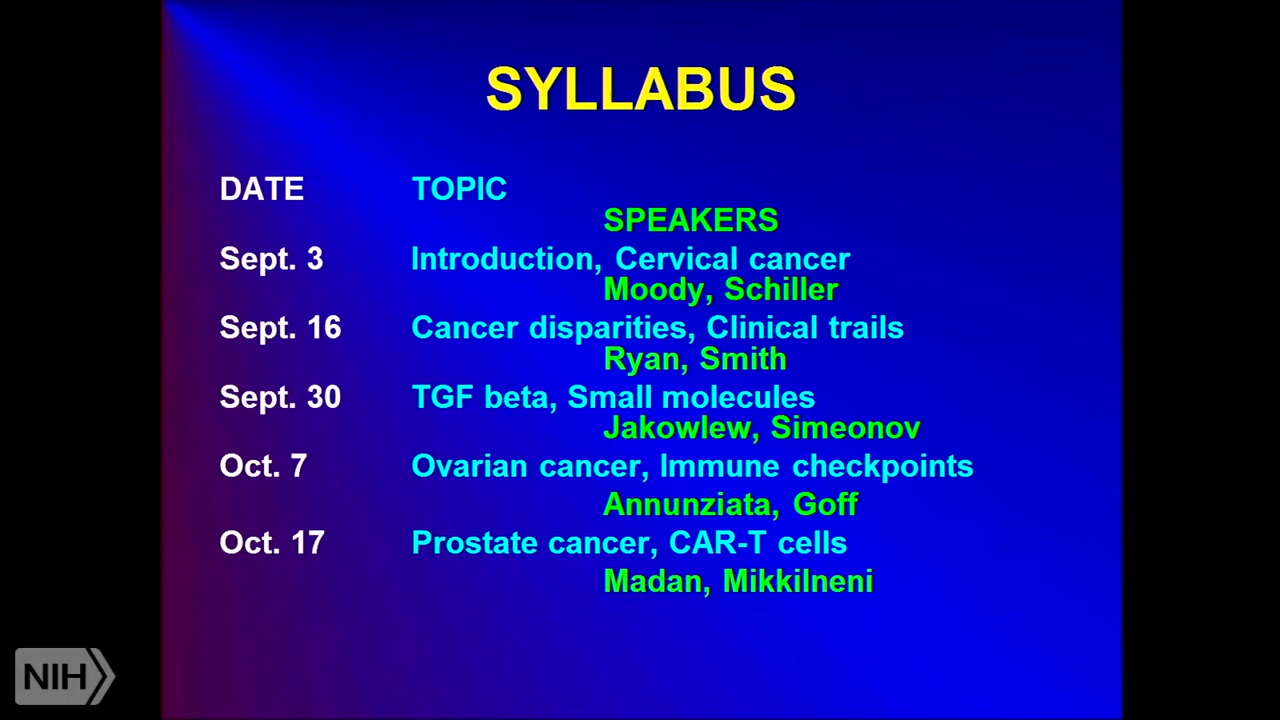 SYLLABUS
DATE TOPIC
SPEAKERS
Sept. 3 Introduction, Cervical cancer
Moody, Schiller
Sept. 16 Cancer disparities, Clinical trails
Ryan, Smith
Sept. 30 TGF beta, Small molecules
Jakowlew, Simeonov
Oct. 7 Ovarian cancer, Immune checkpoints
Annunziata, Goff
Oct. 17 Prostate cancer, CAR-T cells
Madan, Mikkilneni
NIH